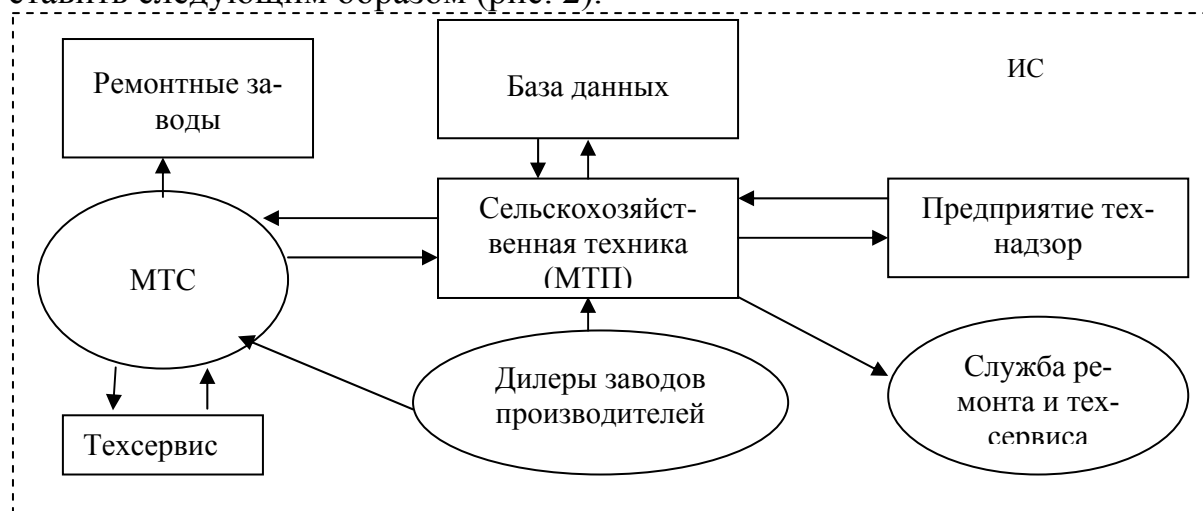 ставить следующим образом (рис. 2).
Ремонтные за-
воды
База данных
ИС
Сельскохозяйст-
венная техника
(МТП)
Предприятие тех-
надзор
МТС
Дилеры заводов
производителей
Служба ре-
монта и тех-
сервиса
Техсервис